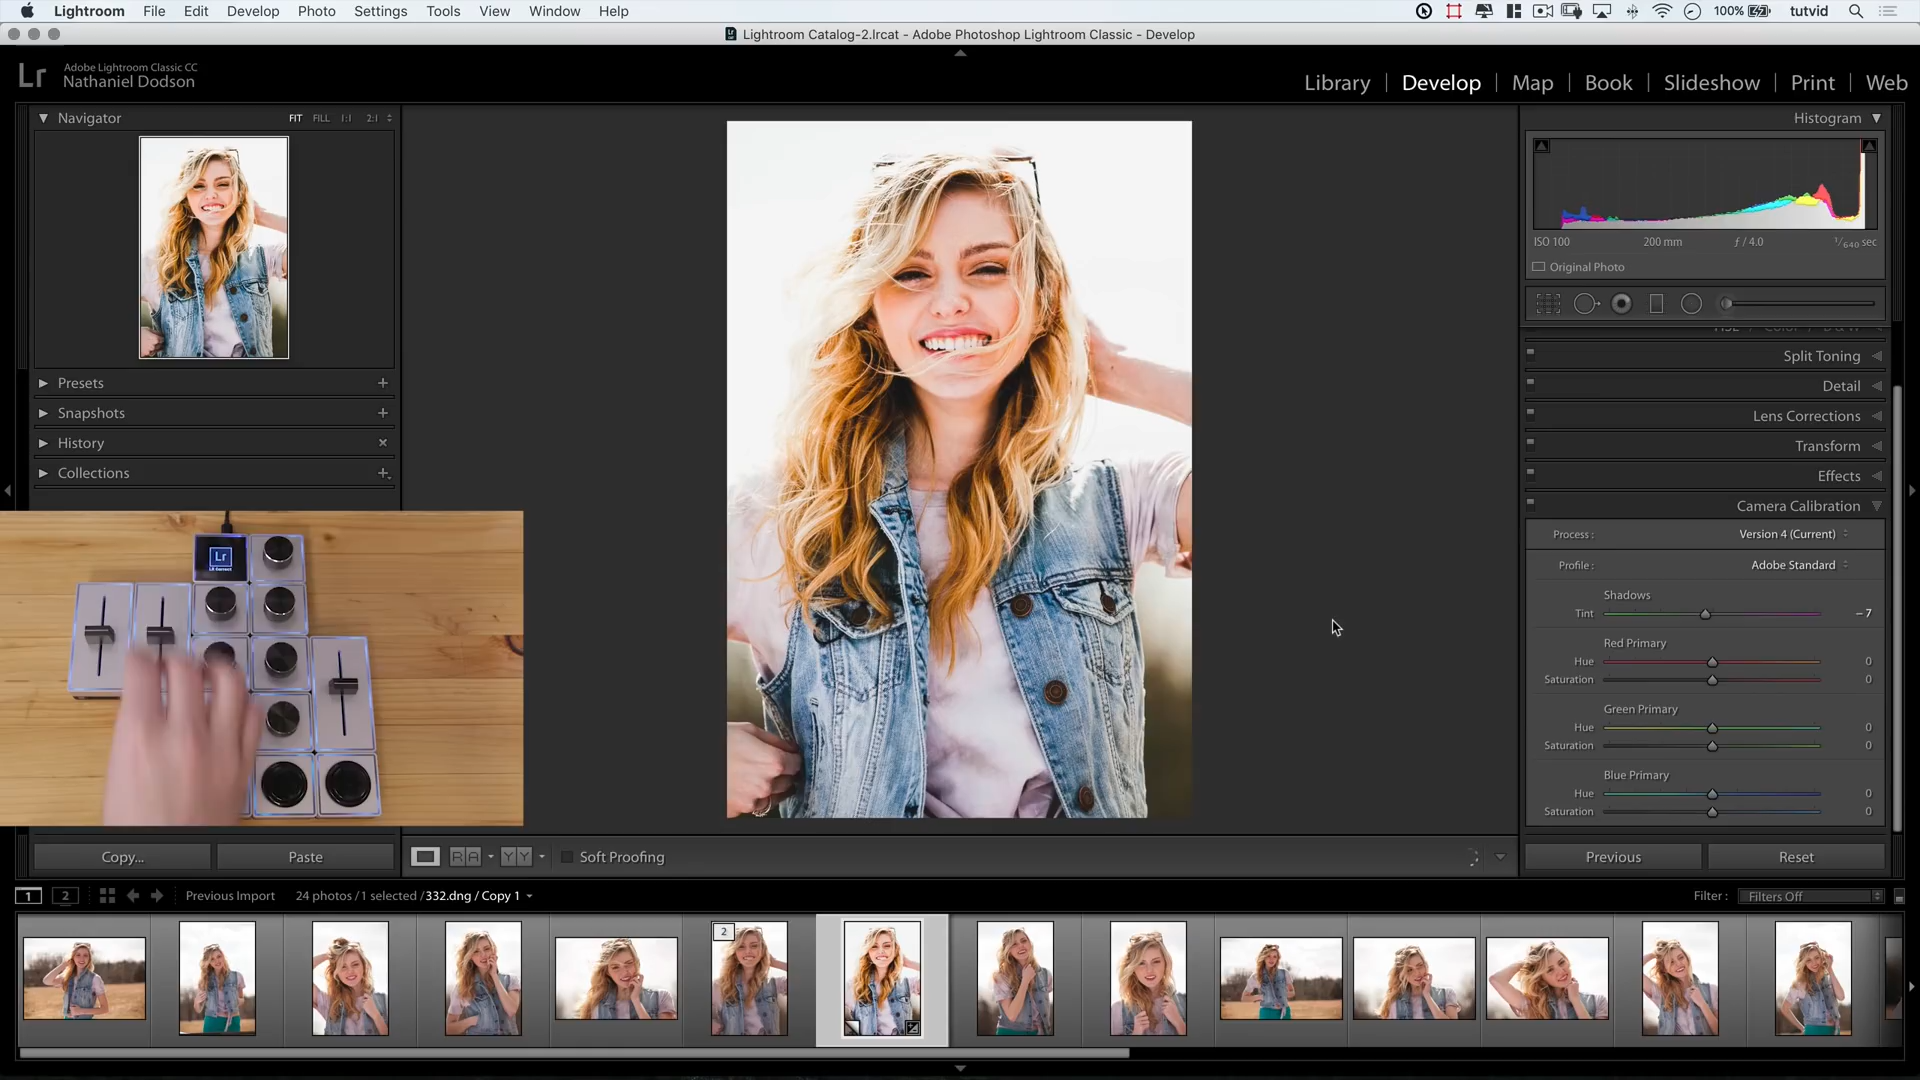 Lightroom File Edit Develop Photo Settings Tools View Window Help 100% tutvid
Lightroom Catalog-2.lrcat - Adobe Photoshop Lightroom Classic - Develop
Lr Adobe Lightroom Classic CC
Nathaniel Dodson
Library | Develop | Map | Book | Slideshow | Print | Web
Navigator FIT FILL 1:1 2:1
Presets
Snapshots
History
Collections
Lr
Copy... Paste
Soft Proofing
Histogram
ISO 100 200 mm ƒ / 4.0 1/640 sec
Original Photo
HSL / Color / B & W
Split Toning
Detail
Lens Corrections
Transform
Effects
Camera Calibration
Process : Version 4 (Current)
Profile : Adobe Standard
Shadows
Tint – 7
Red Primary
Hue 0
Saturation 0
Green Primary
Hue 0
Saturation 0
Blue Primary
Hue 0
Saturation 0
Previous Reset
1 2 Previous Import 24 photos / 1 selected / 332.dng / Copy 1 Filter : Filters Off
2